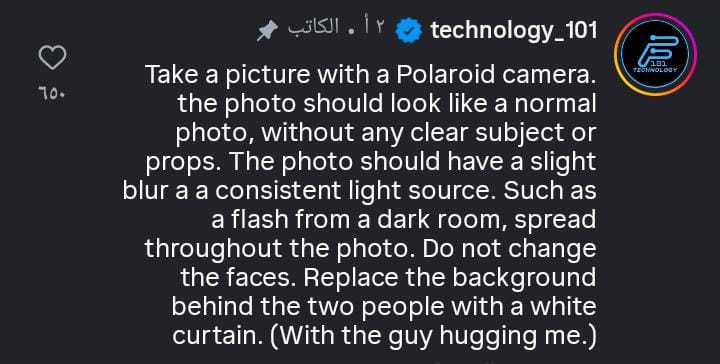 technology_101 ٢ أ • الكاتب
Take a picture with a Polaroid camera.
the photo should look like a normal
photo, without any clear subject or
props. The photo should have a slight
blur a a consistent light source. Such as
a flash from a dark room, spread
throughout the photo. Do not change
the faces. Replace the background
behind the two people with a white
curtain. (With the guy hugging me.)
٦٥٠
101
TECHNOLOGY